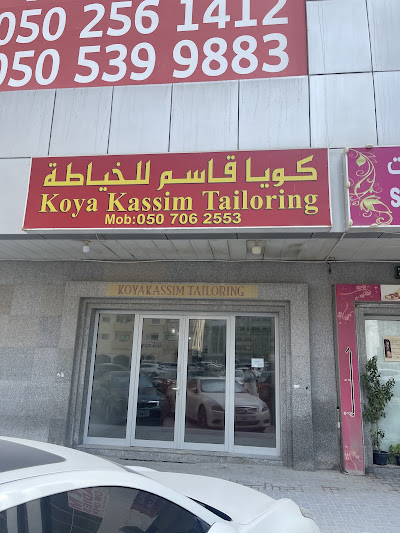 050 256 1412
050 539 9883
كويا قاسم للخياطة
Koya Kassim Tailoring
Mob:050 706 2553
KOYAKASSIM TAILORING